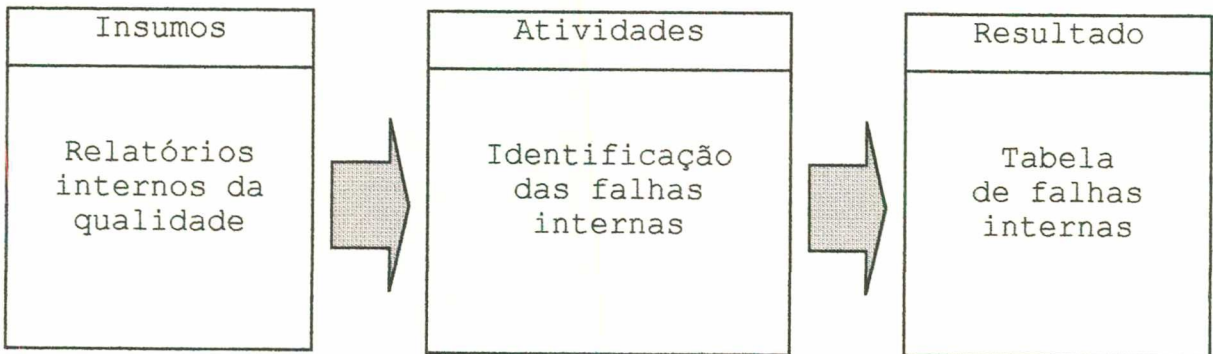 Insumos
Relatórios
internos da
qualidade
Atividades
Identificação
das falhas
internas
Resultado
Tabela
de falhas
internas